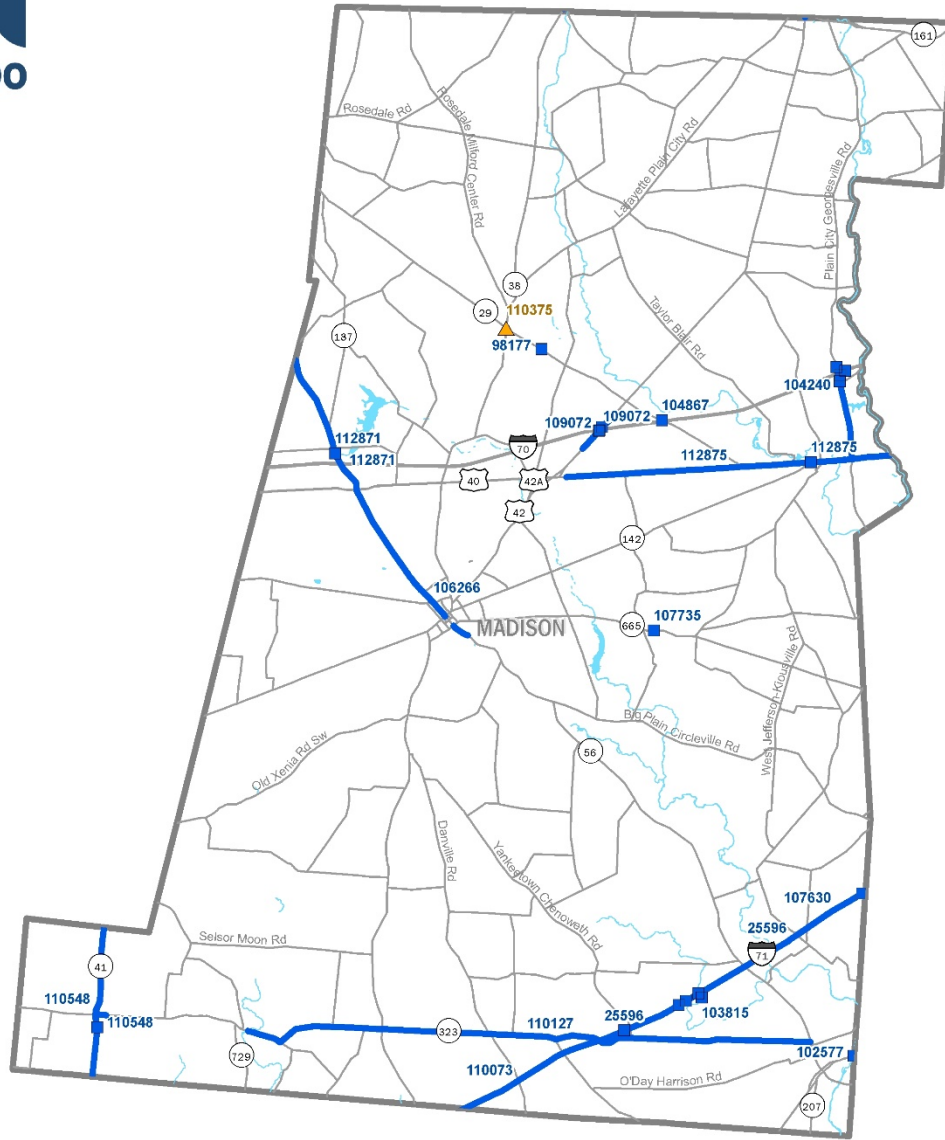 161
Rosedale Rd
Rosedale Milford Center Rd
Lafayette Plain City Rd
Plain City Georgesville Rd
38
29
110375
187
98177
Taylor Blair Rd
104240
109072
109072
104867
112871
112871
70
112875
112875
40
42A
42
142
106266
MADISON
665
107735
West Jefferson-Kiousville Rd
Big Plain Circleville Rd
56
Old Xenia Rd Sw
Danville Rd
Yankeetown Chenoweth Rd
107630
25596
Selsor Moon Rd
71
41
110548
110548
25596
103815
110127
323
729
102577
110073
O'Day Harrison Rd
207